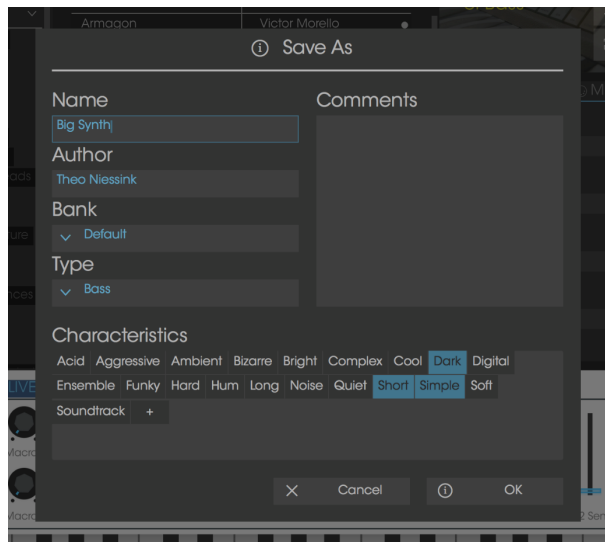 Armagon Victor Morello
Save As
Name
Big Synth
Author
Theo Niessink
Bank
Default
Type
Bass
Comments
Characteristics
Acid Aggressive Ambient Bizarre Bright Complex Cool Dark Digital
Ensemble Funky Hard Hum Long Noise Quiet Short Simple Soft
Soundtrack +
Cancel OK
LIVE
Macro